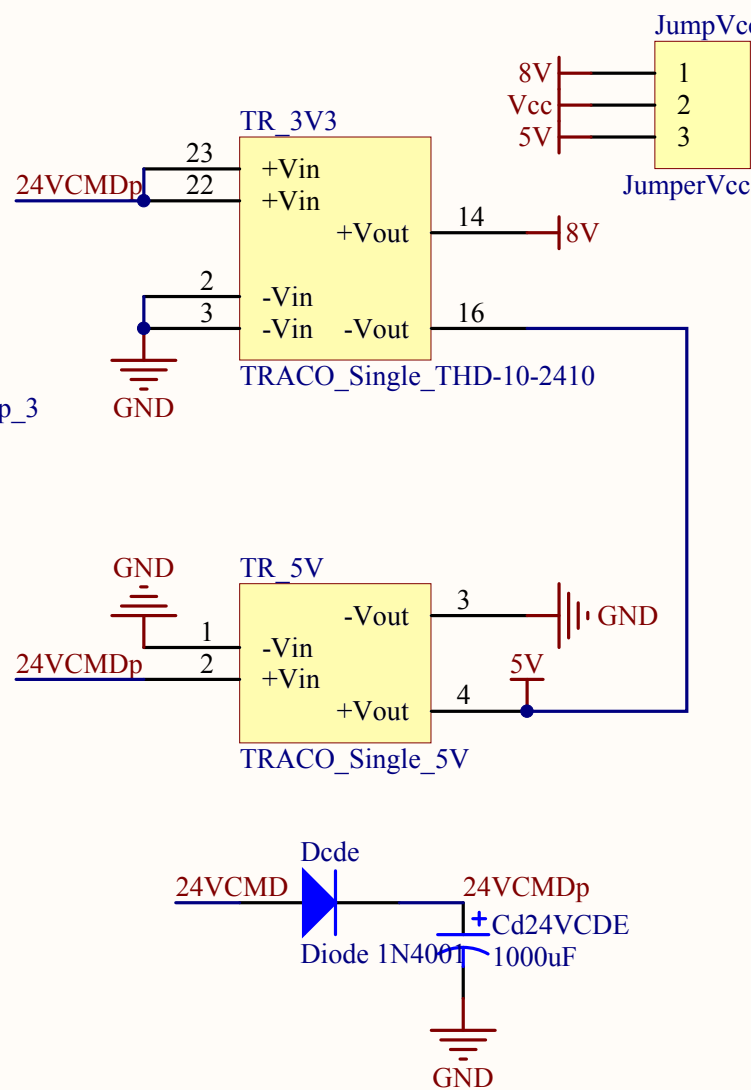 JumpVcc
8V 1
Vcc 2
5V 3
JumperVcc
TR_3V3
23 +Vin
24VCMDp 22 +Vin
+Vout 14 8V
2 -Vin
3 -Vin -Vout 16
TRACO_Single_THD-10-2410
GND
p_3
GND
TR_5V
-Vout 3 GND
1 -Vin
24VCMDp 2 +Vin
5V
+Vout 4
TRACO_Single_5V
Dcde
24VCMD 24VCMDp
+ Cd24VCDE
Diode 1N4001 1000uF
GND